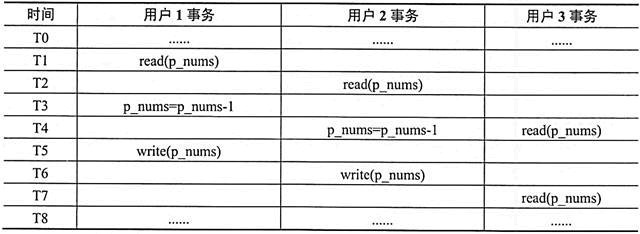 时间 用户 1 事务 用户 2 事务 用户 3 事务
T0 ...... ...... ......
T1 read(p_nums)
T2 read(p_nums)
T3 p_nums=p_nums-1
T4 p_nums=p_nums-1 read(p_nums)
T5 write(p_nums)
T6 write(p_nums)
T7 read(p_nums)
T8 ...... ...... ......